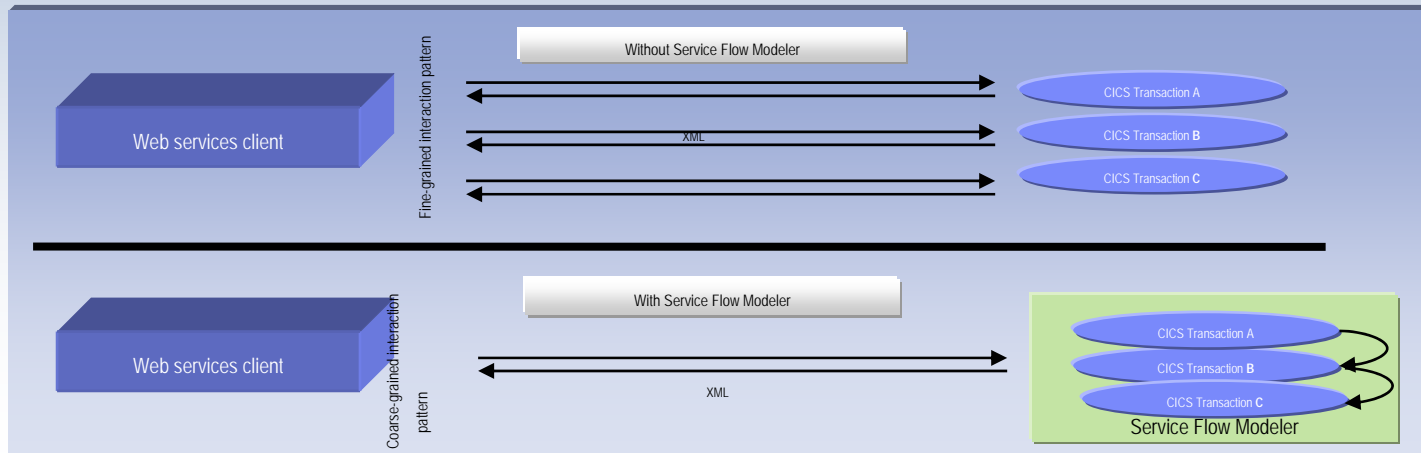 Without Service Flow Modeler
Web services client
Fine-grained interaction pattern
XML
CICS Transaction A
CICS Transaction B
CICS Transaction C
With Service Flow Modeler
Web services client
Coarse-grained interaction
pattern
XML
CICS Transaction A
CICS Transaction B
CICS Transaction C
Service Flow Modeler